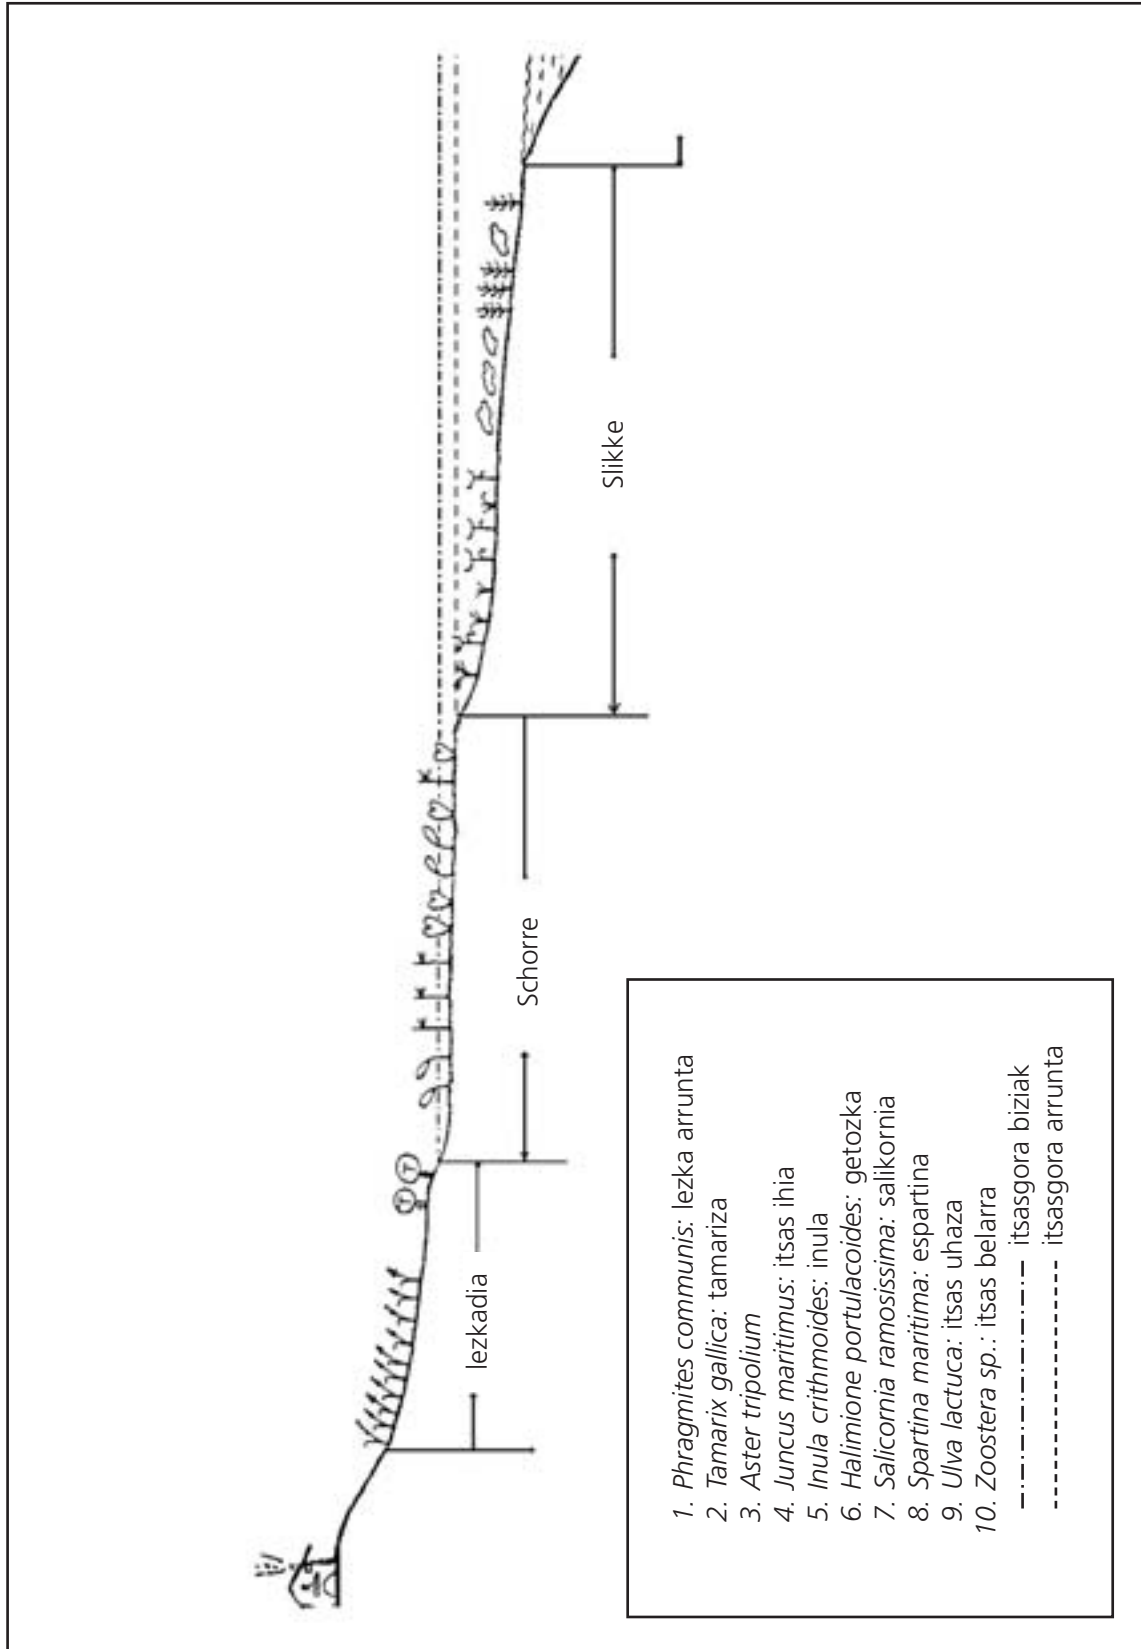 lezkadia
Schorre
Slikke
1. Phragmites communis: lezka arrunta
2. Tamarix gallica: tamariza
3. Aster tripolium
4. Juncus maritimus: itsas ihia
5. Inula crithmoides: inula
6. Halimione portulacoides: getozka
7. Salicornia ramosissima: salikornia
8. Spartina maritima: espartina
9. Ulva lactuca: itsas uhaza
10. Zoostera sp.: itsas belarra
itsasgora biziak
itsasgora arrunta